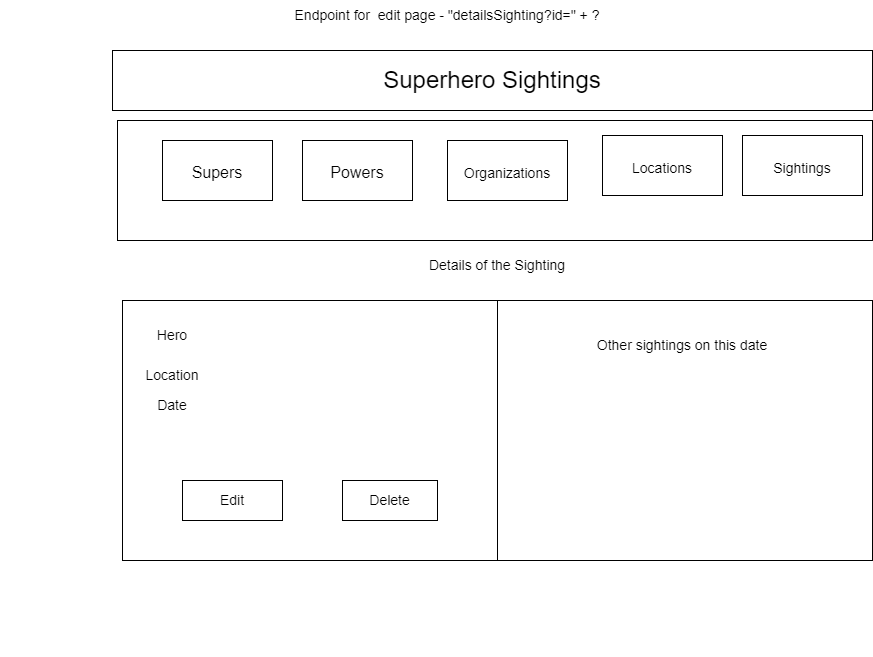 Endpoint for  edit page - "detailsSighting?id=" + ?
Superhero Sightings
Supers
Powers
Organizations
Locations
Sightings
Details of the Sighting
Hero
Location
Date
Edit
Delete
Other sightings on this date